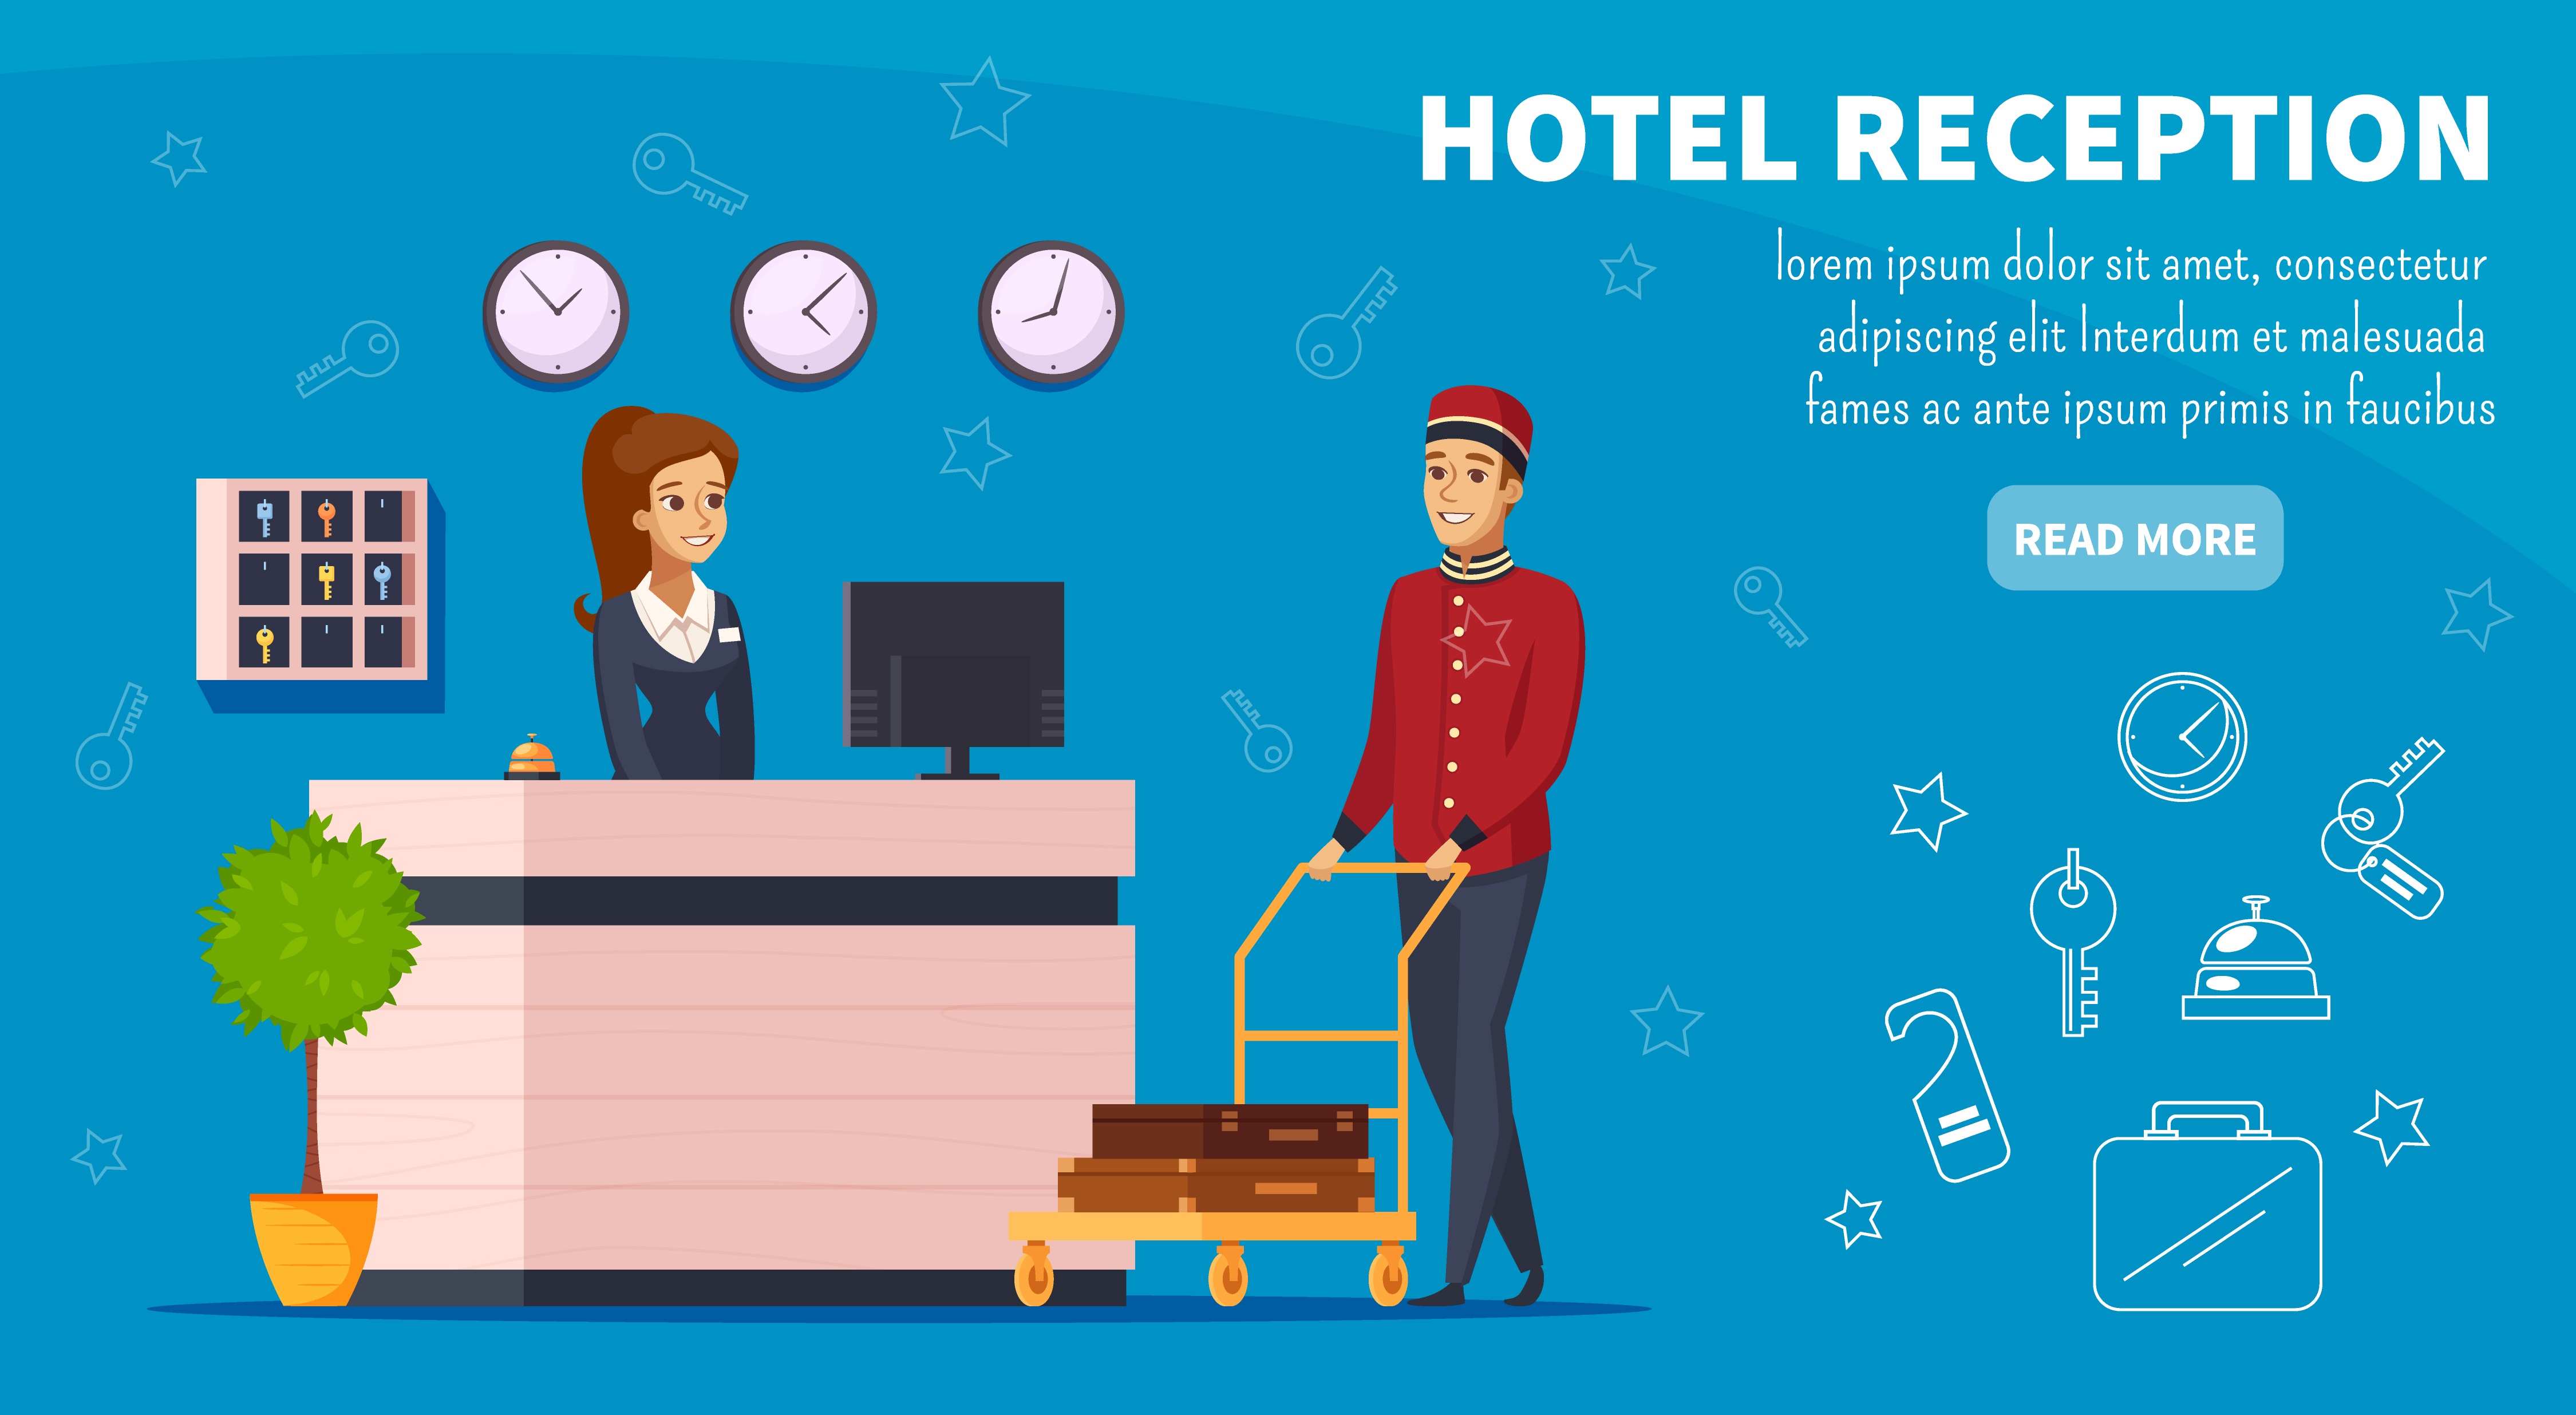 HOTEL RECEPTION
lorem ipsum dolor sit amet, consectetur
adipiscing elit Interdum et malesuada
fames ac ante ipsum primis in faucibus
READ MORE